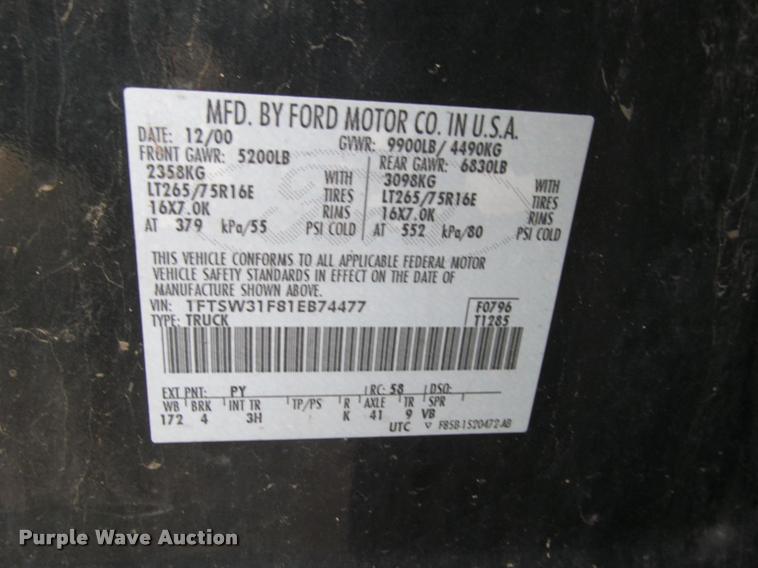 MFD. BY FORD MOTOR CO. IN U.S.A.
DATE: 12/00 GVWR: 9900LB/ 4490KG
FRONT GAWR: 5200LB REAR GAWR: 6830LB
2358KG WITH 3098KG WITH
LT265/75R16E TIRES LT265/75R16E TIRES
16X7.0K RIMS 16X7.0K RIMS
AT 379 kPa/55 PSI COLD AT 552 kPa/80 PSI COLD
THIS VEHICLE CONFORMS TO ALL APPLICABLE FEDERAL MOTOR
VEHICLE SAFETY STANDARDS IN EFFECT ON THE DATE OF
MANUFACTURE SHOWN ABOVE.
VIN: 1FTSW31F81EB74477 F0796
TYPE: TRUCK T1285
EXT PNT: PY RC: 58 DSO:
WB BRK INT TR TP/PS R AXLE TR SPR
172 4 3H K 41 9 VB
UTC F85B-1520472-AB
Purple Wave Auction